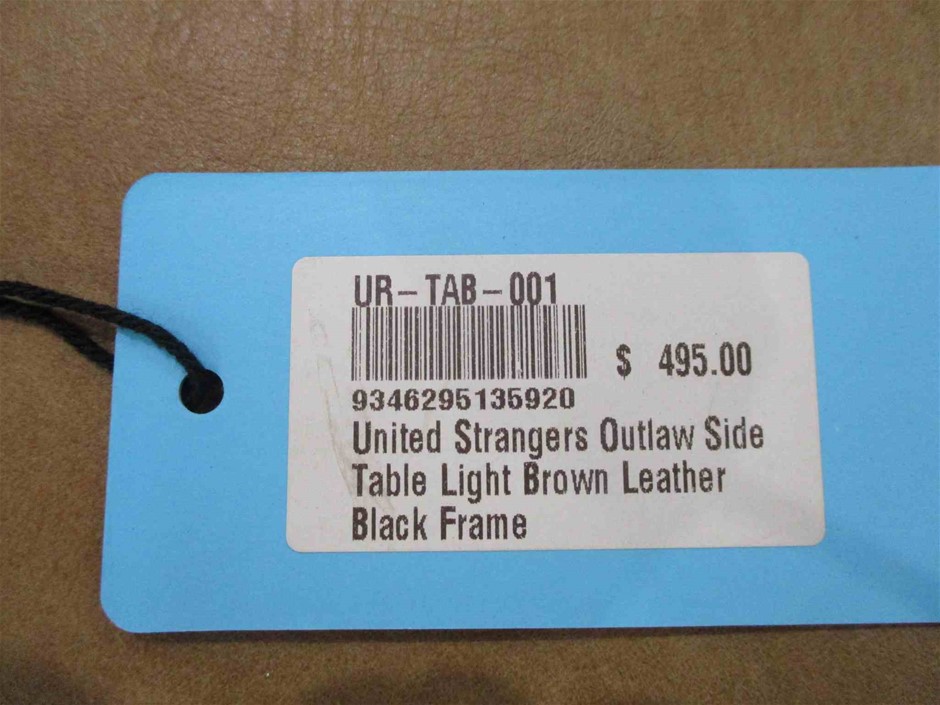 UR-TAB-001
$ 495.00
9346295135920
United Strangers Outlaw Side
Table Light Brown Leather
Black Frame